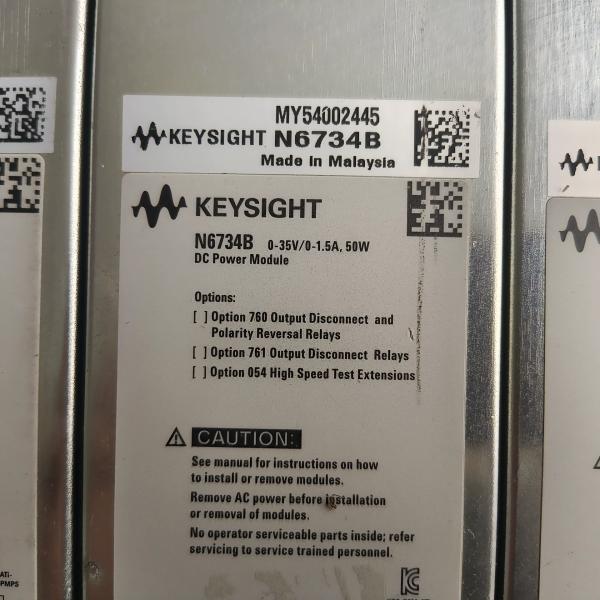 MY54002445
KEYSIGHT N6734B
Made in Malaysia
KEYSIGHT
N6734B 0-35V/0-1.5A, 50W
DC Power Module
Options:
[ ] Option 760 Output Disconnect and
Polarity Reversal Relays
[ ] Option 761 Output Disconnect Relays
[ ] Option 054 High Speed Test Extensions
CAUTION:
See manual for instructions on how
to install or remove modules.
Remove AC power before installation
or removal of modules.
No operator serviceable parts inside; refer
servicing to service trained personnel.